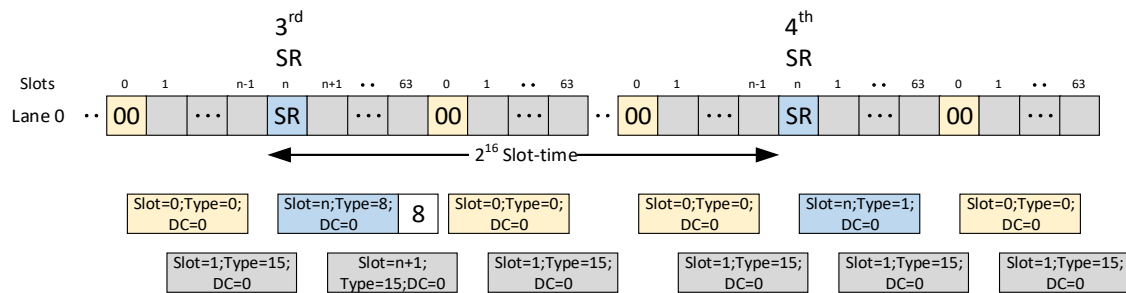 3rd
SR
4th
SR
Slots 0 1 n-1 n n+1 •• 63 0 1 •• 63 0 1 n-1 n 1 •• 63 0 1 •• 63
Lane 0 •• 00 ••• SR ••• 00 ••• •• 00 ••• SR ••• 00 •••
2^16 Slot-time
Slot=0;Type=0;
DC=0
Slot=n;Type=8;
DC=0
8
Slot=0;Type=0;
DC=0
Slot=0;Type=0;
DC=0
Slot=n;Type=1;
DC=0
Slot=0;Type=0;
DC=0
Slot=1;Type=15;
DC=0
Slot=n+1;
Type=15;DC=0
Slot=1;Type=15;
DC=0
Slot=1;Type=15;
DC=0
Slot=1;Type=15;
DC=0
Slot=1;Type=15;
DC=0